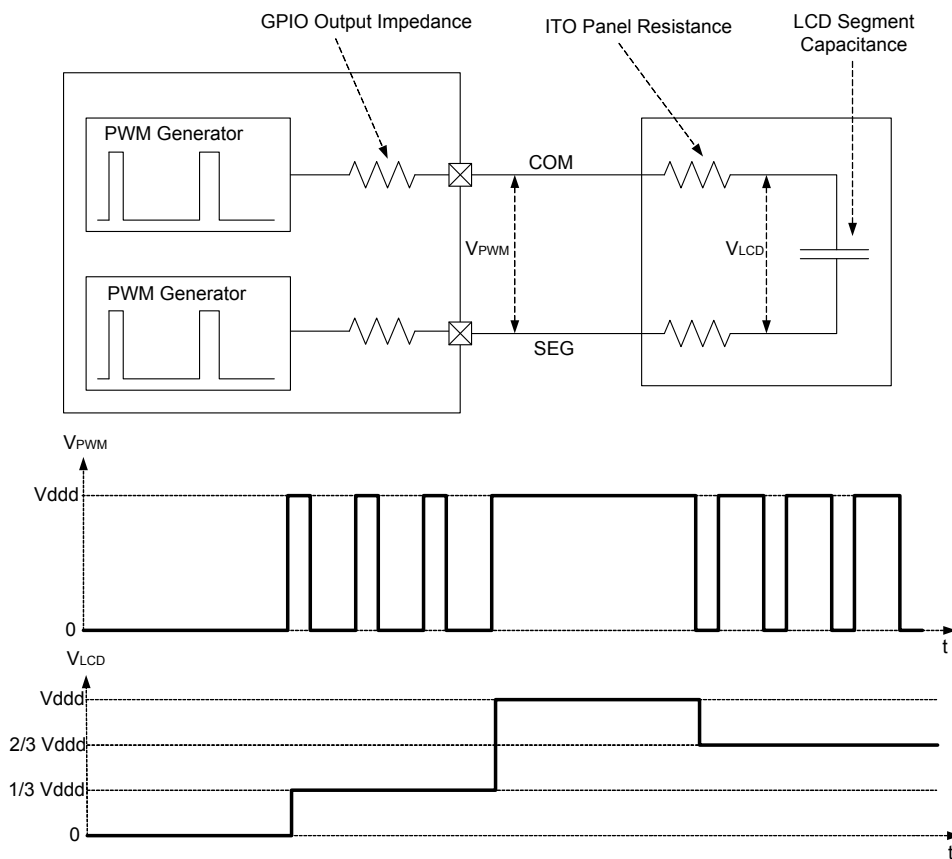 GPIO Output Impedance
ITO Panel Resistance
LCD Segment
Capacitance
PWM Generator
COM
VPWM
VLCD
PWM Generator
SEG
VPWM
Vddd
0
t
VLCD
Vddd
2/3 Vddd
1/3 Vddd
0
t